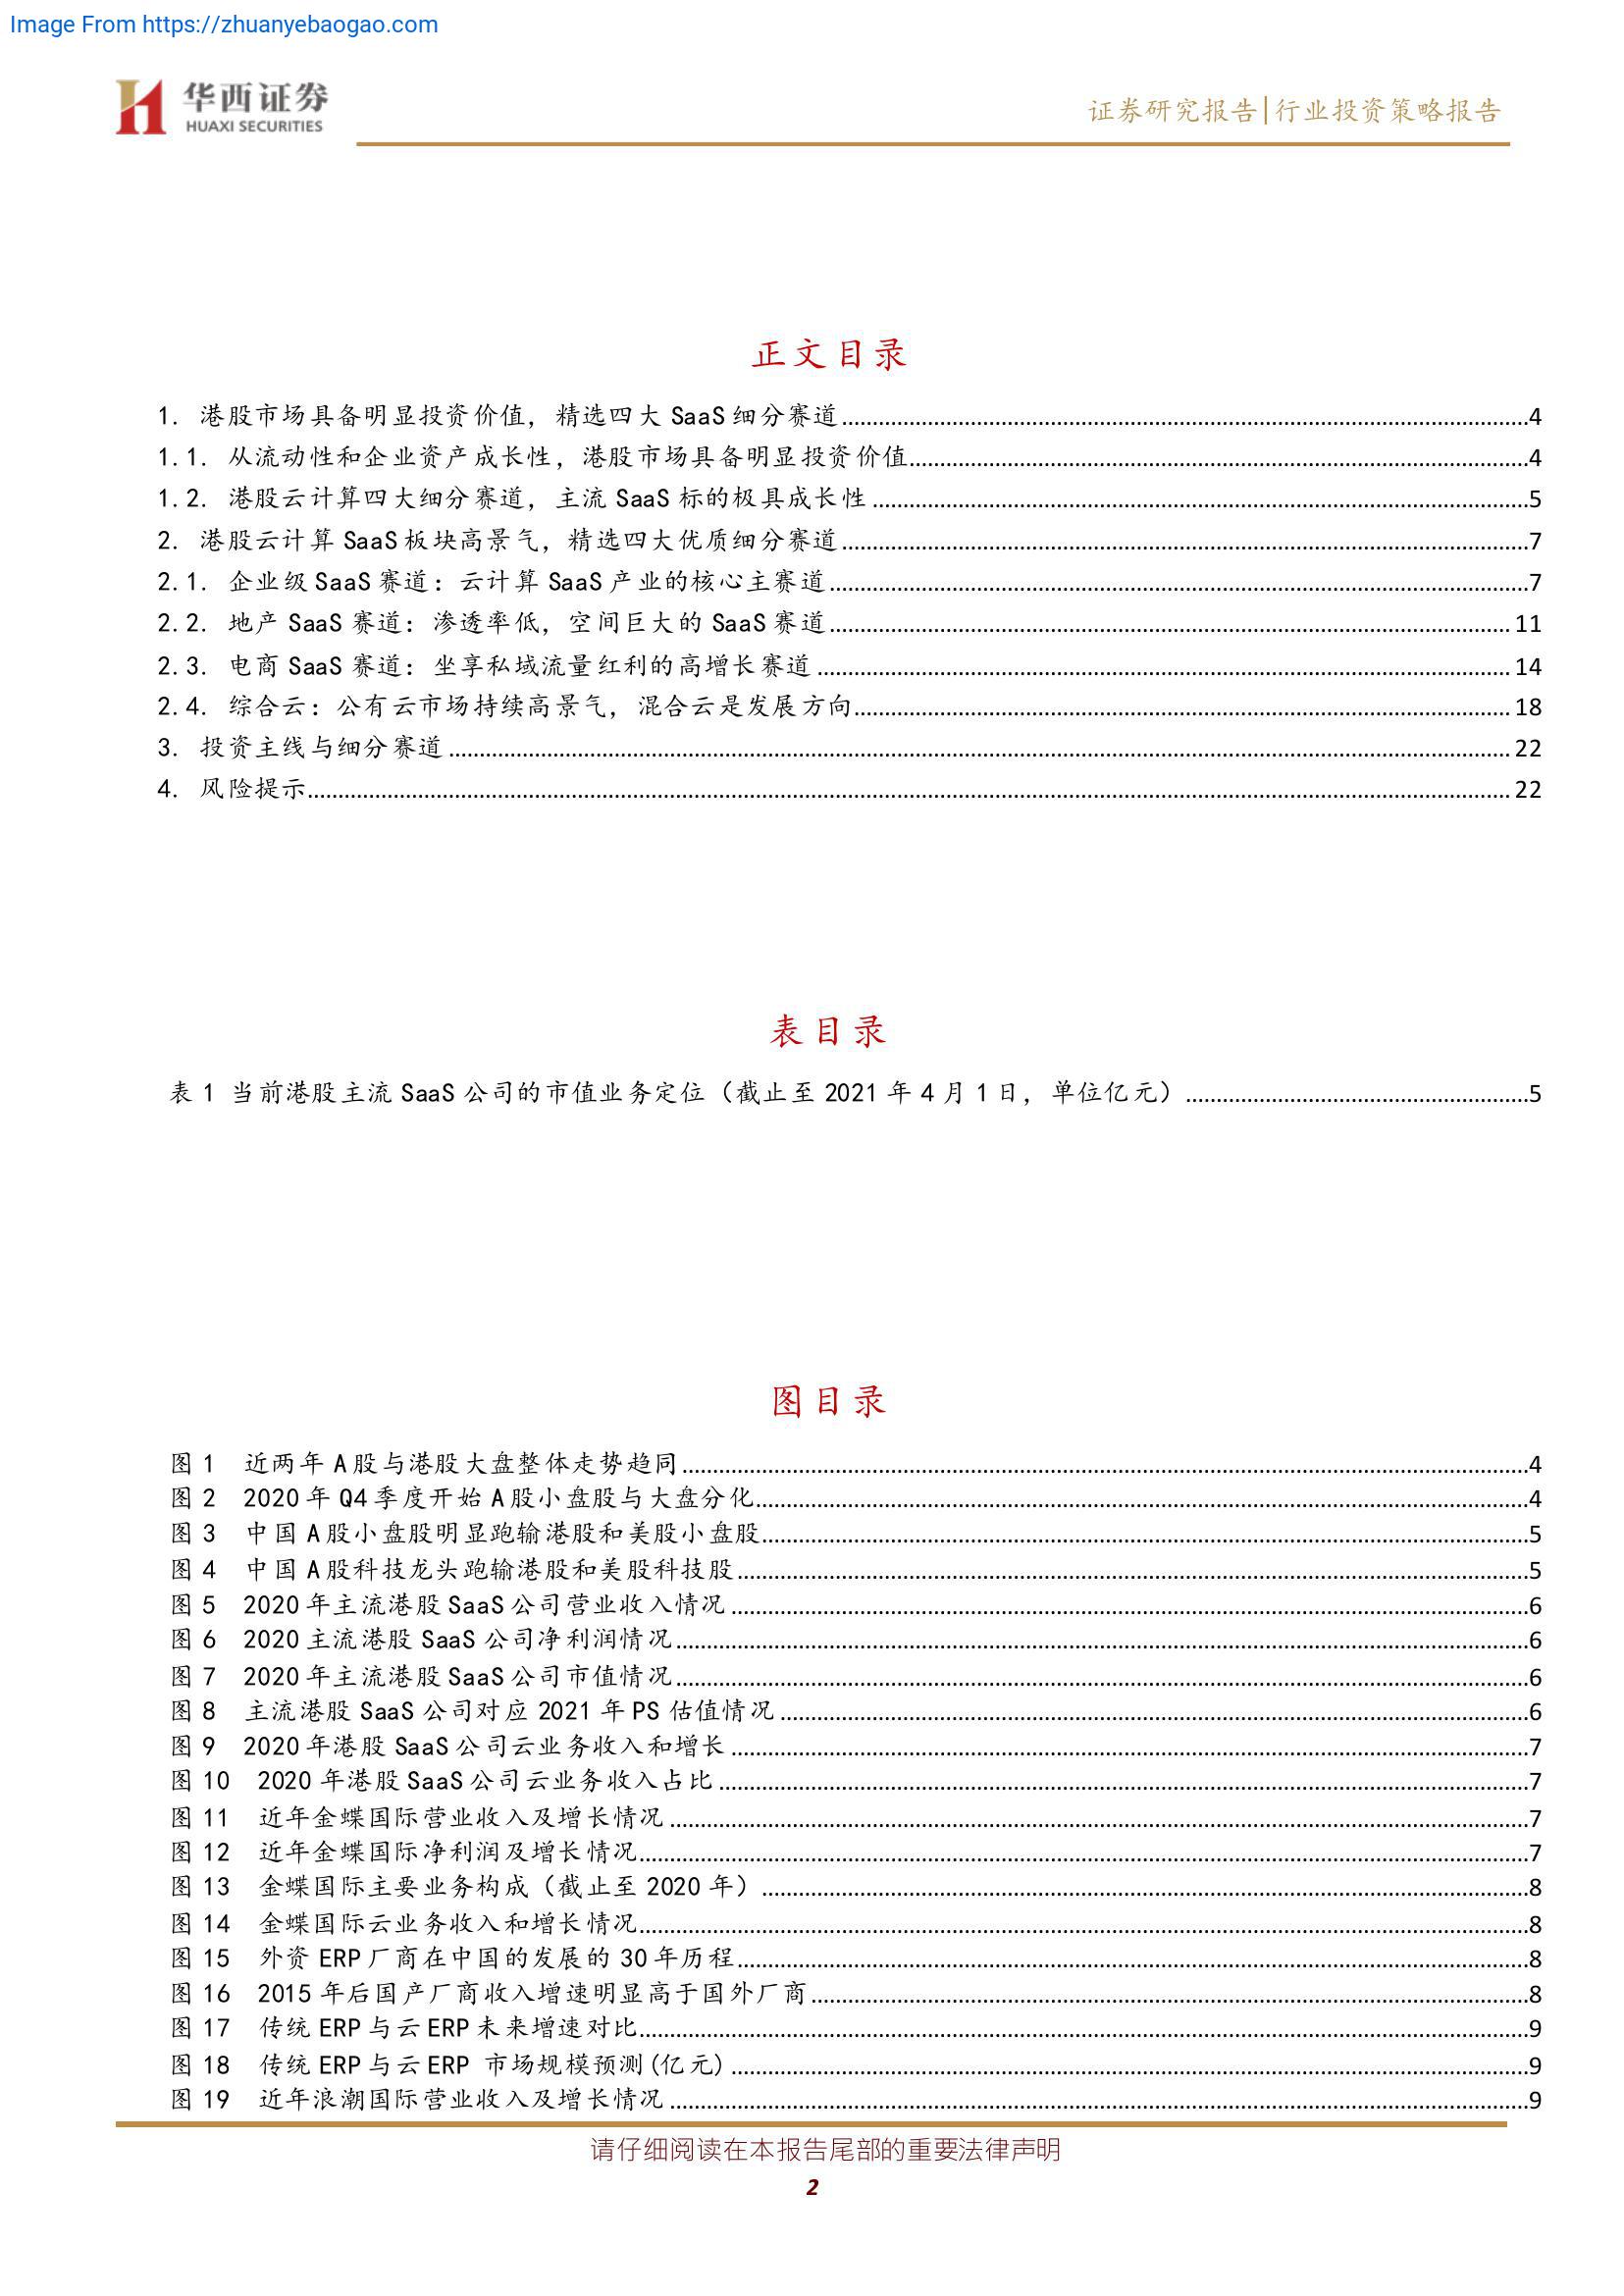 Image From https://zhuanyebaogao.com
华西证券
HUAXI SECURITIES
证券研究报告|行业投资策略报告
正文目录
1. 港股市场具备明显投资价值，精选四大 SaaS 细分赛道....................4
1.1. 从流动性和企业资产成长性，港股市场具备明显投资价值....................4
1.2. 港股云计算四大细分赛道，主流 SaaS 标的极具成长性....................5
2. 港股云计算 SaaS 板块高景气，精选四大优质细分赛道....................7
2.1. 企业级 SaaS 赛道：云计算 SaaS 产业的核心主赛道....................7
2.2. 地产 SaaS 赛道：渗透率低，空间巨大的 SaaS 赛道....................11
2.3. 电商 SaaS 赛道：坐享私域流量红利的高增长赛道....................14
2.4. 综合云：公有云市场持续高景气，混合云是发展方向....................18
3. 投资主线与细分赛道....................22
4. 风险提示....................22
表目录
表 1 当前港股主流 SaaS 公司的市值业务定位（截止至 2021 年 4 月 1 日，单位亿元）....................5
图目录
图 1 近两年 A 股与港股大盘整体走势趋同....................4
图 2 2020 年 Q4 季度开始 A 股小盘股与大盘分化....................4
图 3 中国 A 股小盘股明显跑输港股和美股小盘股....................5
图 4 中国 A 股科技龙头跑输港股和美股科技股....................5
图 5 2020 年主流港股 SaaS 公司营业收入情况....................6
图 6 2020 主流港股 SaaS 公司净利润情况....................6
图 7 2020 年主流港股 SaaS 公司市值情况....................6
图 8 主流港股 SaaS 公司对应 2021 年 PS 估值情况....................6
图 9 2020 年港股 SaaS 公司云业务收入和增长....................7
图 10 2020 年港股 SaaS 公司云业务收入占比....................7
图 11 近年金蝶国际营业收入及增长情况....................7
图 12 近年金蝶国际净利润及增长情况....................7
图 13 金蝶国际主要业务构成（截止至 2020 年）....................8
图 14 金蝶国际云业务收入和增长情况....................8
图 15 外资 ERP 厂商在中国的发展的 30 年历程....................8
图 16 2015 年后国产厂商收入增速明显高于国外厂商....................8
图 17 传统 ERP 与云 ERP 未来增速对比....................9
图 18 传统 ERP 与云 ERP 市场规模预测(亿元)....................9
图 19 近年浪潮国际营业收入及增长情况....................9
请仔细阅读在本报告尾部的重要法律声明
2